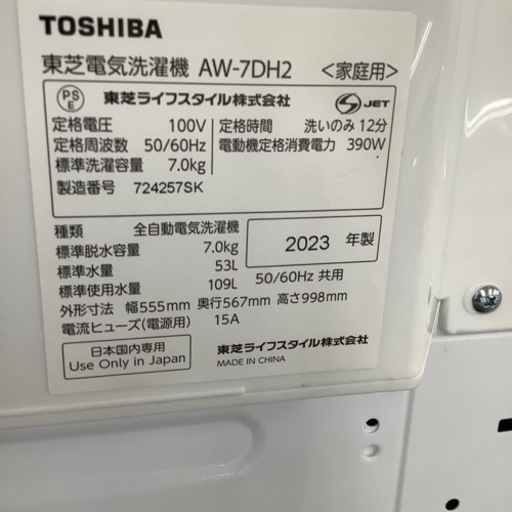 TOSHIBA
東芝電気洗濯機 AW-7DH2 <家庭用>
PS E 東芝ライフスタイル株式会社 JET
定格電圧 100V 定格時間 洗いのみ 12分
定格周波数 50/60Hz 電動機定格消費電力 390W
標準洗濯容量 7.0kg
製造番号 724257SK
種類 全自動電気洗濯機
標準脱水容量 7.0kg 2023 年製
標準水量 53L
標準使用水量 109L 50/60Hz 共用
外形寸法 幅555mm 奥行567mm 高さ998mm
電流ヒューズ(電源用) 15A
日本国内専用 東芝ライフスタイル株式会社
Use Only in Japan MADE IN CHINA